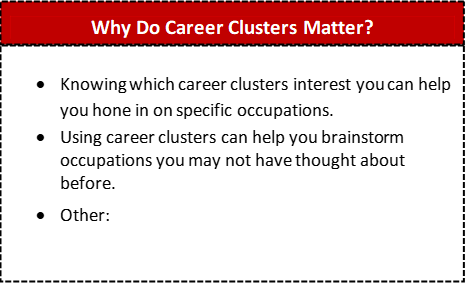 Why Do Career Clusters Matter?
• Knowing which career clusters interest you can help
you hone in on specific occupations.
• Using career clusters can help you brainstorm
occupations you may not have thought about
before.
• Other: